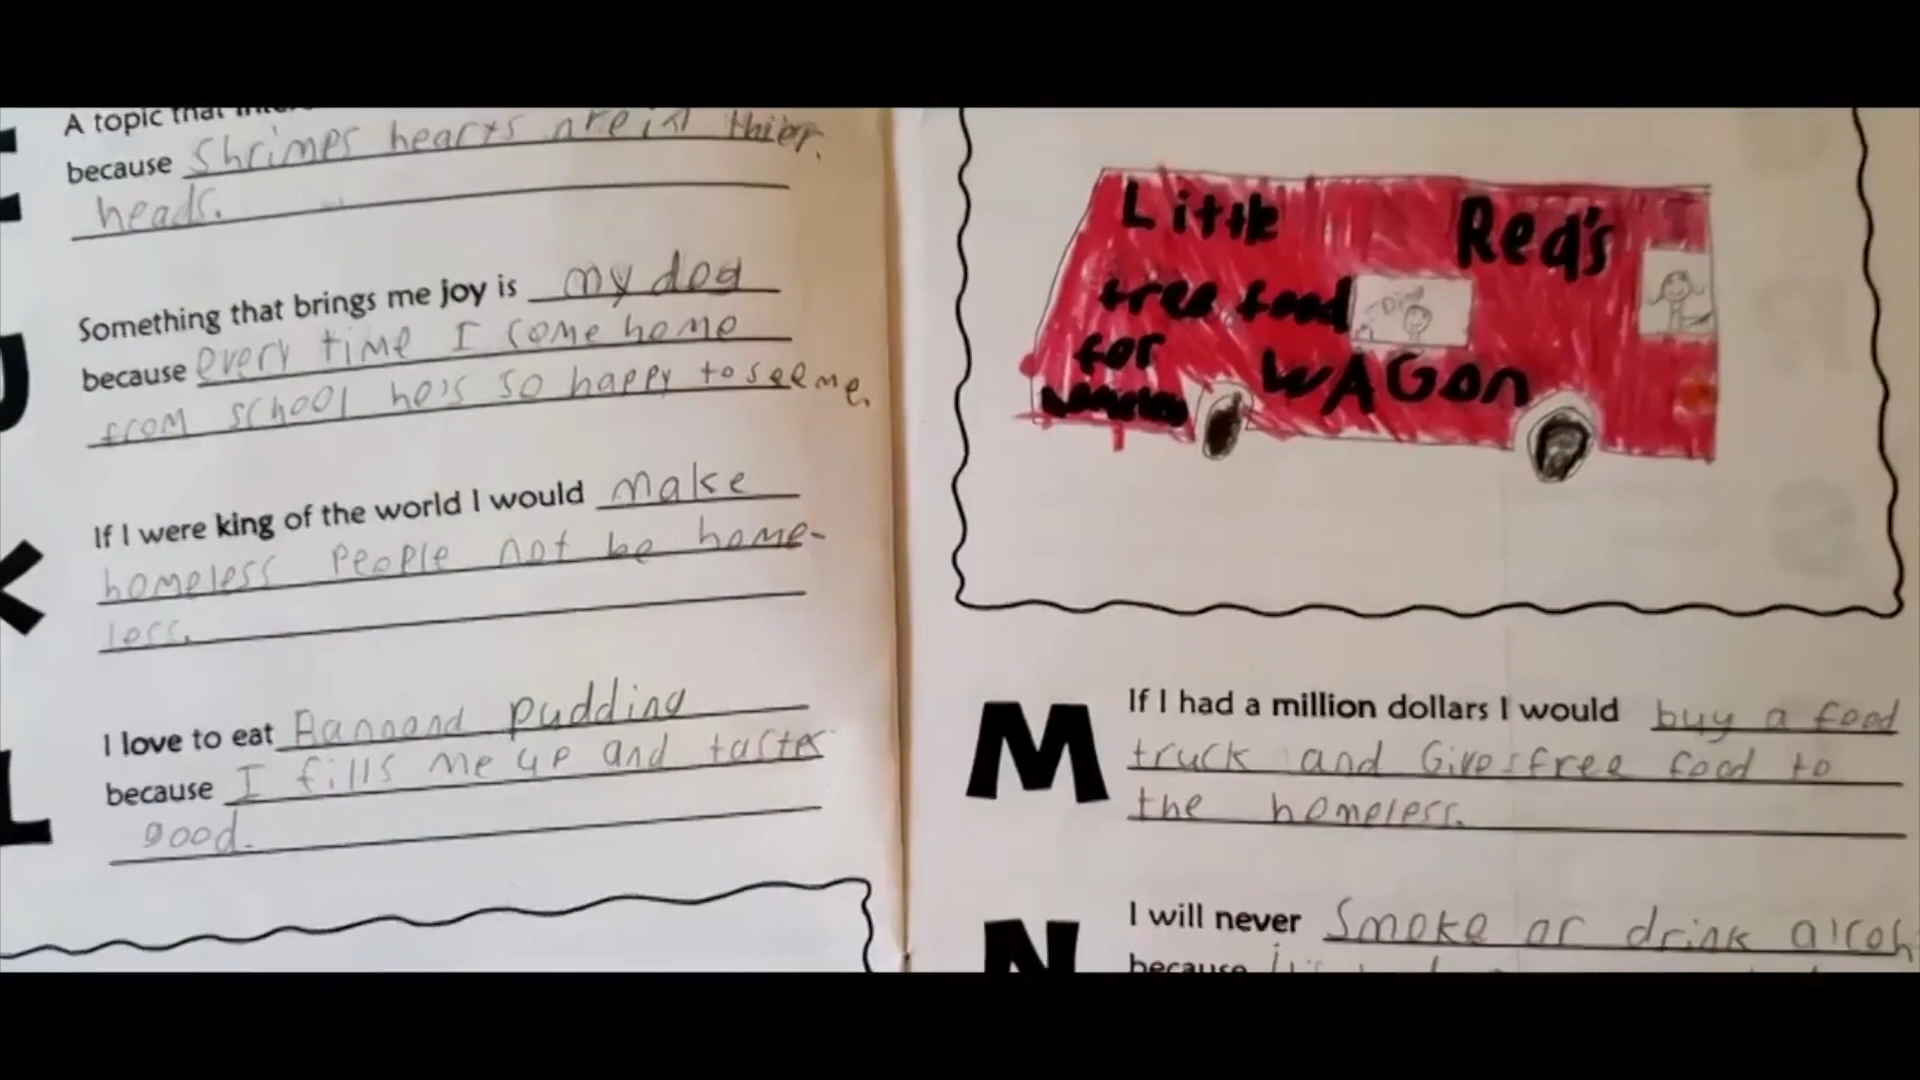 A topic that
because Shrimps hearts are in thier
heads.
J
Something that brings me joy is my dog
because every time I come home
from school he's so happy to see me.
K
If I were king of the world I would make
homeless people not be home-
less.
L
I love to eat pudding
because I fills me up and tastes
good.
Little Red's
free food
for
WAGon
M
If I had a million dollars I would buy a food
truck and Give free food to
the homeless.
N
I will never Smoke or drink alcoh
because